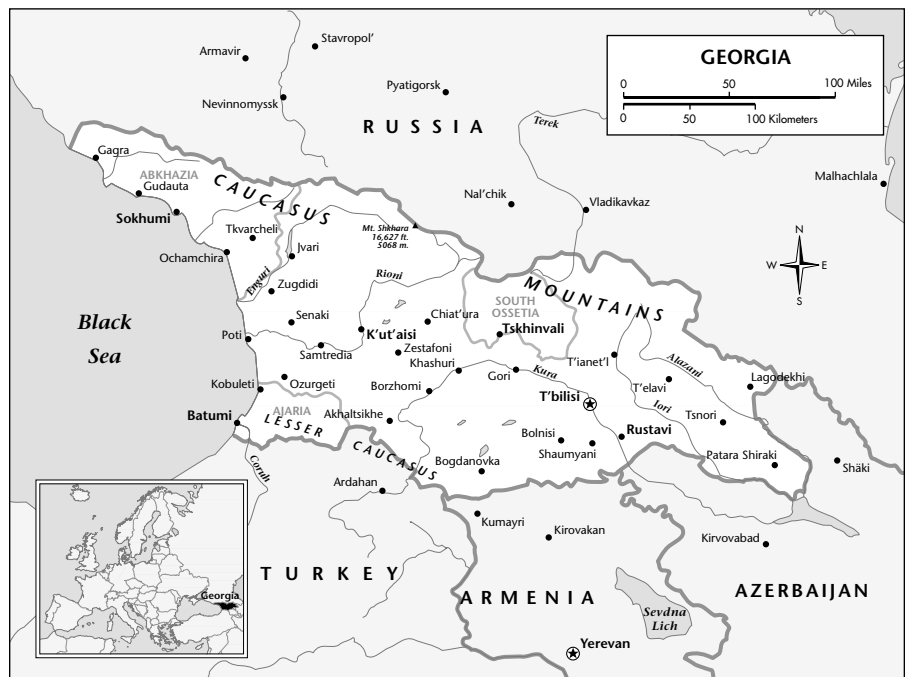 GEORGIA
0 50 100 Miles
0 50 100 Kilometers
Stavropol'
Armavir
Nevinnomyssk
Pyatigorsk
RUSSIA
Terek
Malhachlala
Nal'chik
Vladikavkaz
Gagra
ABKHAZIA
Gudauta
CAUCASUS
Sokhumi
Mt. Shkhara
16,627 ft.
5068 m.
N
W E
S
Tkvarcheli
Jvari
Ochamchira
Enguri
Rioni
Zugdidi
MOUNTAINS
SOUTH
OSSETIA
Black
Sea
Senaki
Chiat'ura
K'ut'aisi
Tskhinvali
Poti
Samtredia
Zestafoni
Khashuri
T'ianet'l
Alazani
Gori
Kura
Kobuleti
Ozurgeti
Borzhomi
T'elavi
Lagodekhi
T'bilisi
Iori
AJARIA
Batumi
LESSER
Akhaltsikhe
Tsnori
Rustavi
Bolnisi
Shaumyani
CAUCASUS
Bogdanovka
Patara Shiraki
Shäki
Coruh
Ardahan
Kumayri
Kirovakan
Kirvovabad
TURKEY
ARMENIA
AZERBAIJAN
Georgia
Sevdna
Lich
Yerevan